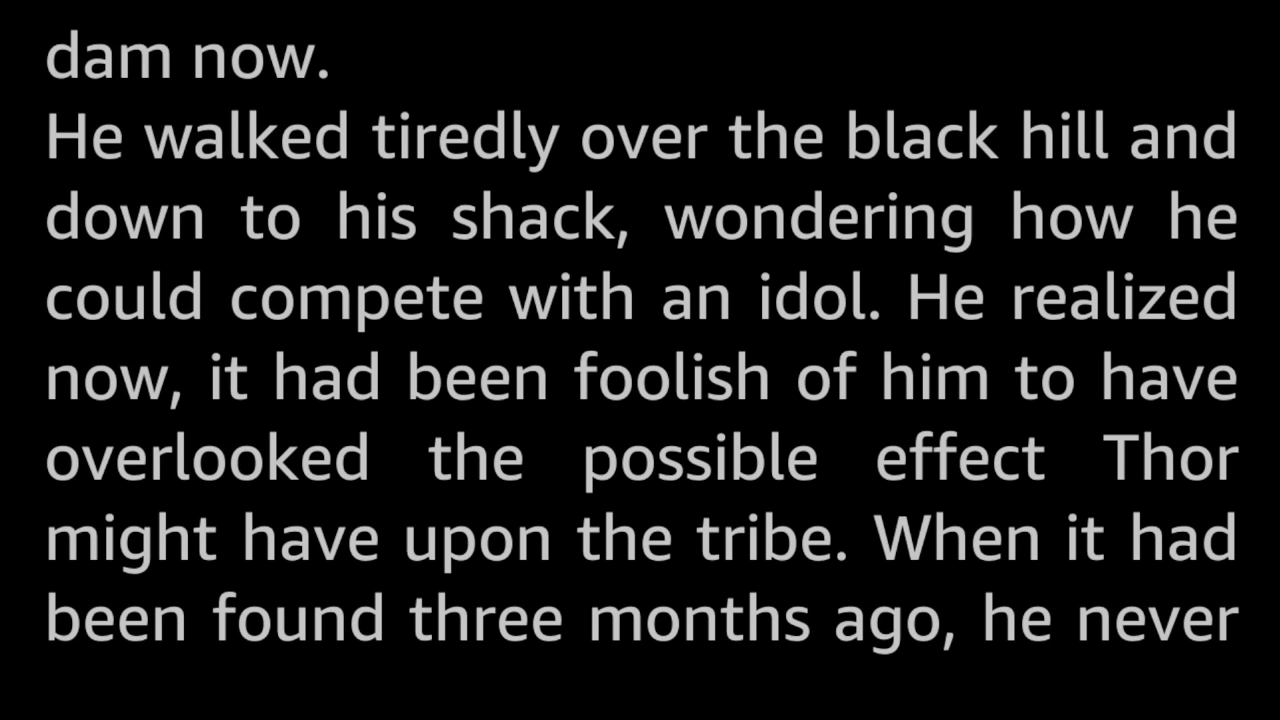 dam now.
He walked tiredly over the black hill and
down to his shack, wondering how he
could compete with an idol. He realized
now, it had been foolish of him to have
overlooked the possible effect Thor
might have upon the tribe. When it had
been found three months ago, he never